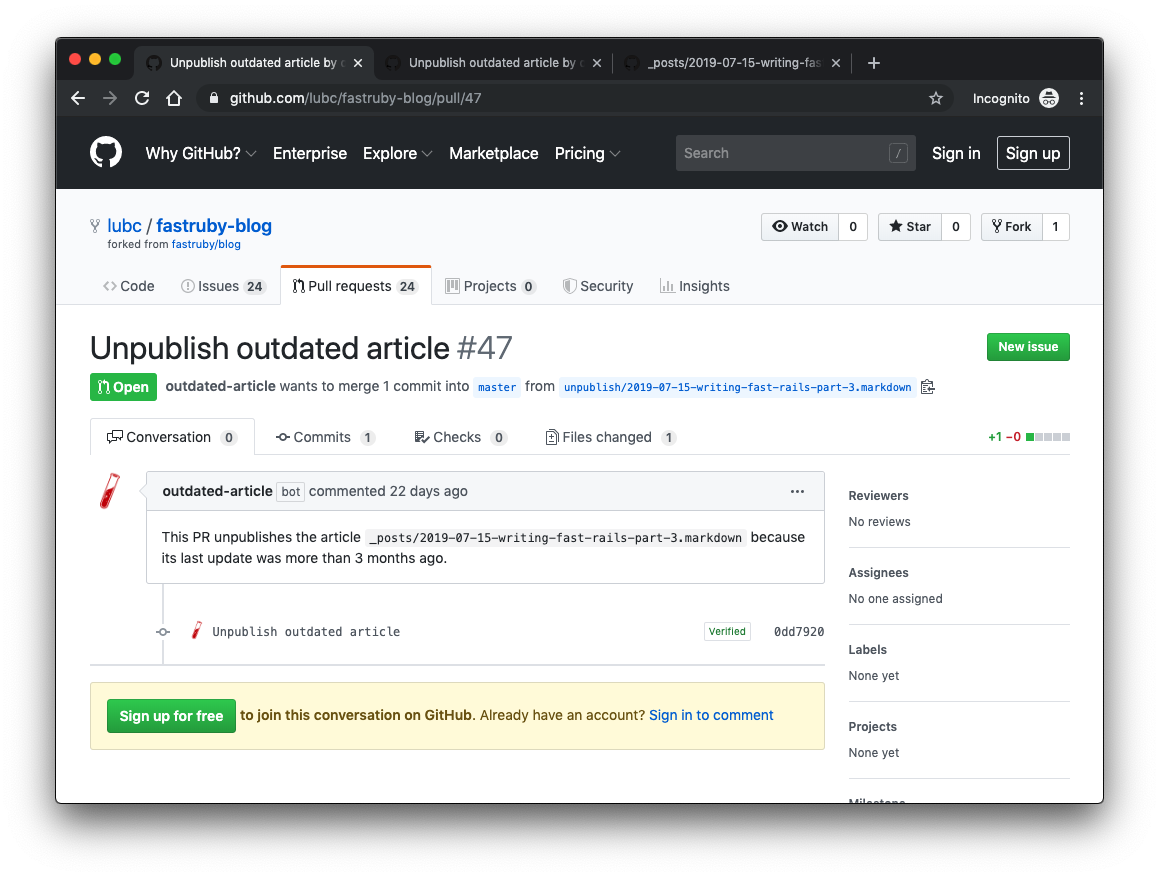 Unpublish outdated article by
Unpublish outdated article by
_posts/2019-07-15-writing-fas
github.com/lubc/fastruby-blog/pull/47
Incognito
Why GitHub? Enterprise Explore Marketplace Pricing
Search /
Sign in Sign up
lubc / fastruby-blog
forked from fastruby/blog
Watch 0 Star 0 Fork 1
Code Issues 24 Pull requests 24 Projects 0 Security Insights
Unpublish outdated article #47
New issue
Open outdated-article wants to merge 1 commit into master from unpublish/2019-07-15-writing-fast-rails-part-3.markdown
Conversation 0 Commits 1 Checks 0 Files changed 1
+1 −0
outdated-article bot commented 22 days ago
This PR unpublishes the article _posts/2019-07-15-writing-fast-rails-part-3.markdown because
its last update was more than 3 months ago.
Unpublish outdated article Verified 0dd7920
Sign up for free to join this conversation on GitHub. Already have an account? Sign in to comment
Reviewers
No reviews
Assignees
No one assigned
Labels
None yet
Projects
None yet
Milestone